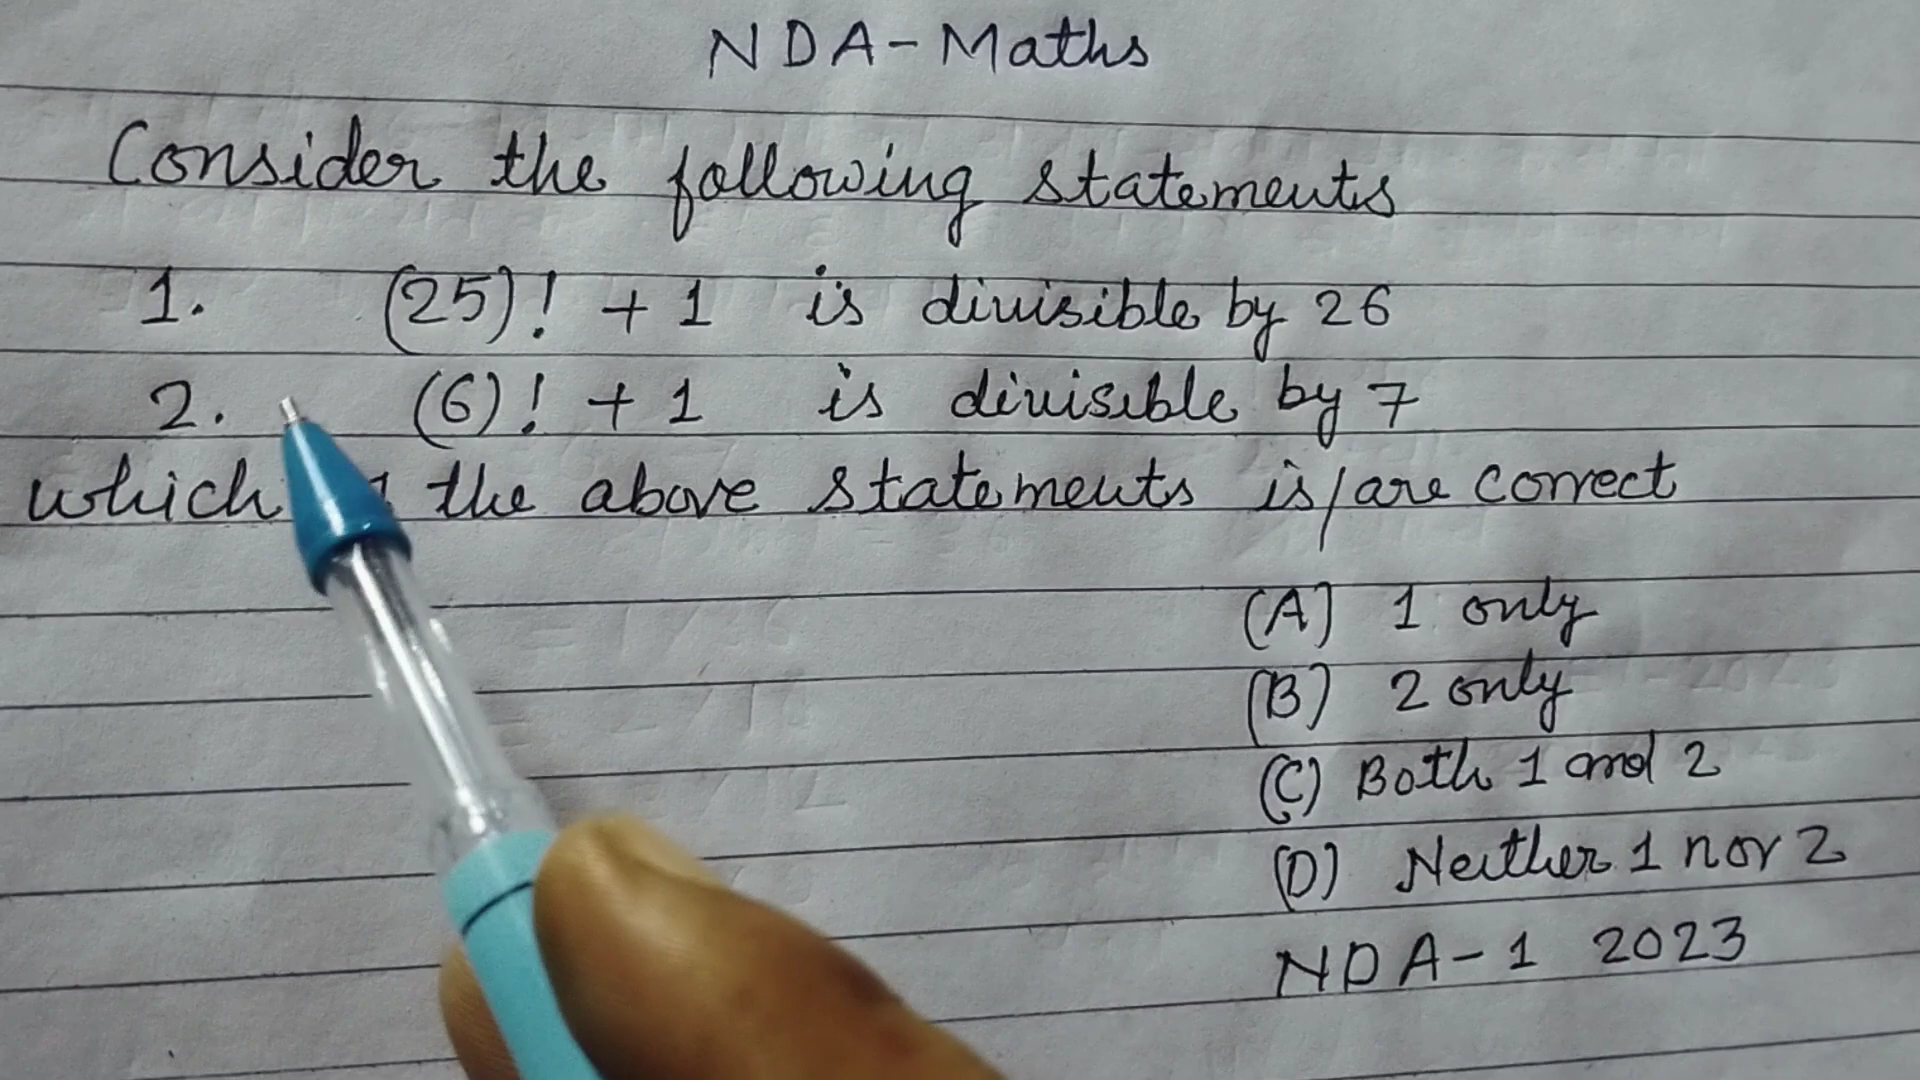 NDA-Maths
Consider the following statements
1. (25)! + 1 is divisible by 26
2. (6)! + 1 is divisible by 7
which the above statements is/are correct
(A) 1 only
(B) 2 only
(C) Both 1 and 2
(D) Neither 1 nor 2
NDA-1 2023